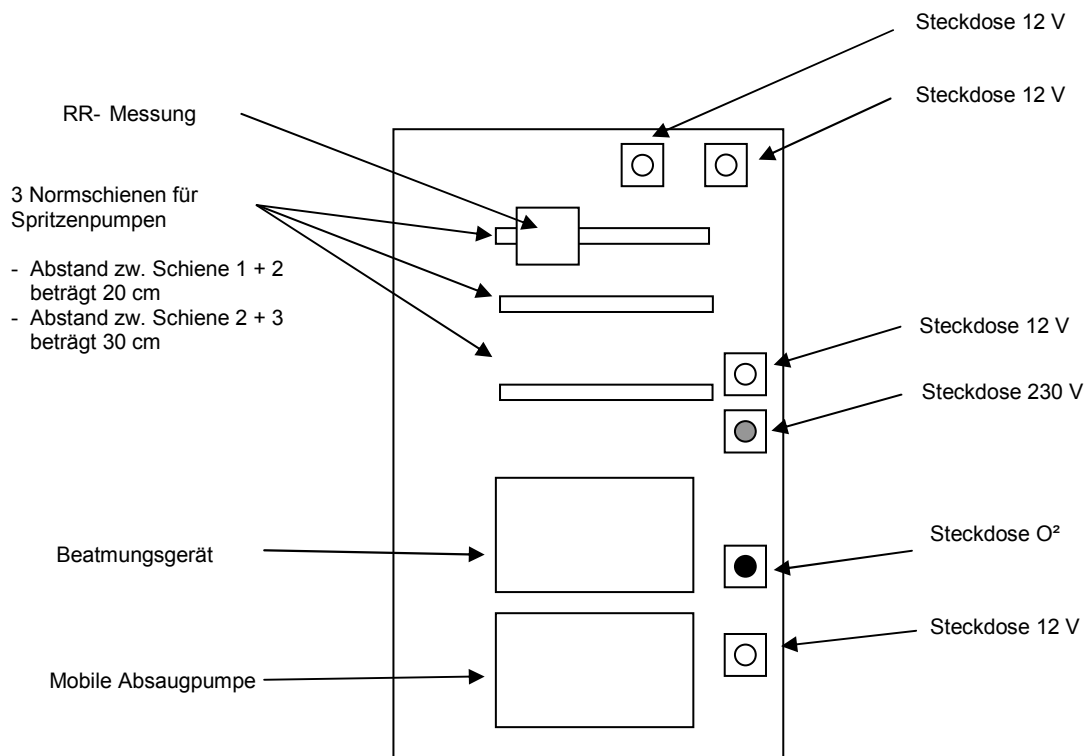 Steckdose 12 V
Steckdose 12 V
RR- Messung
3 Normschienen für
Spritzenpumpen
- Abstand zw. Schiene 1 + 2
beträgt 20 cm
- Abstand zw. Schiene 2 + 3
beträgt 30 cm
Steckdose 12 V
Steckdose 230 V
Steckdose O²
Beatmungsgerät
Steckdose 12 V
Mobile Absaugpumpe